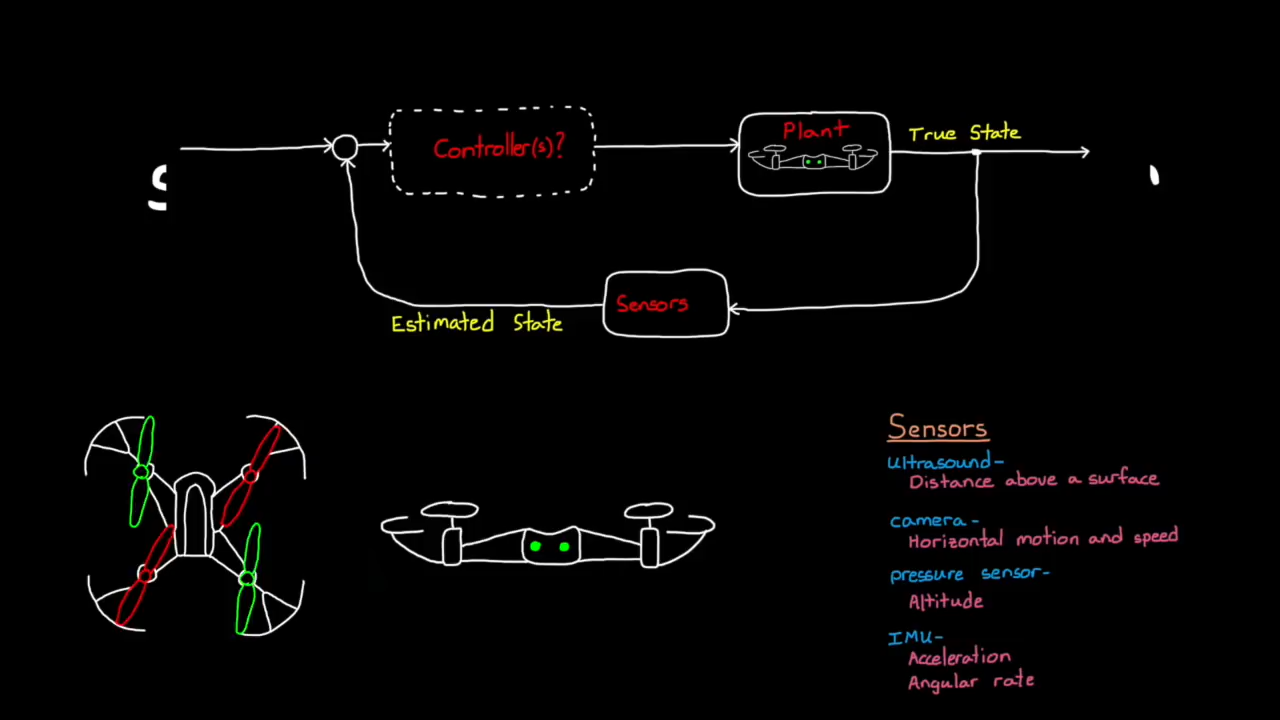 Controller(s)?
Plant
True State
Sensors
Estimated State
Sensors
ultrasound-
Distance above a surface
camera-
Horizontal motion and speed
pressure sensor-
Altitude
IMU-
Acceleration
Angular rate